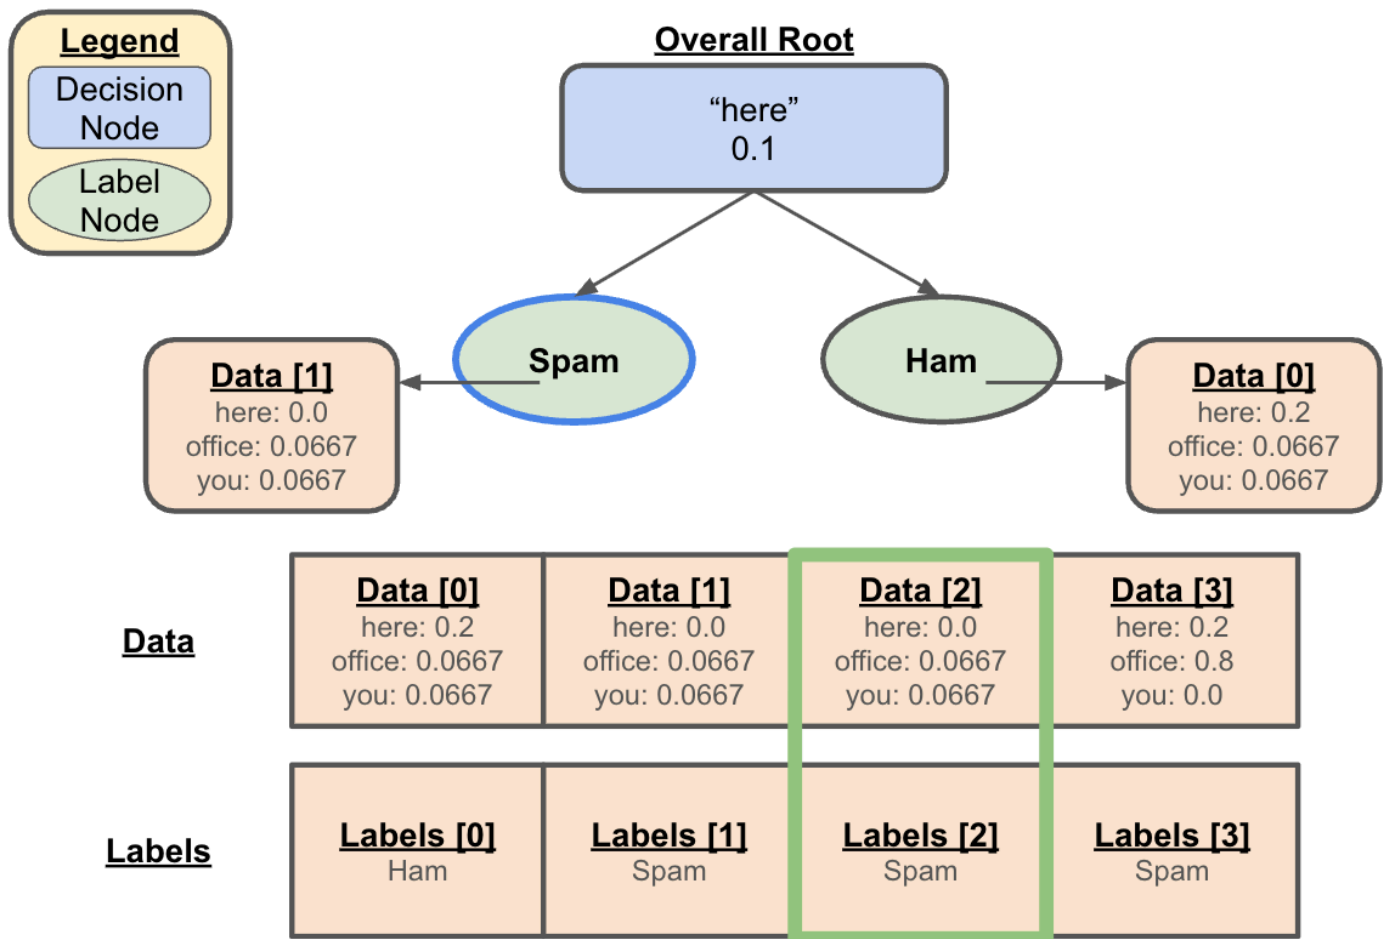 Legend
Decision
Node
Label
Node
Overall Root
“here”
0.1
Spam
Ham
Data [1]
here: 0.0
office: 0.0667
you: 0.0667
Data [0]
here: 0.2
office: 0.0667
you: 0.0667
Data
Data [0]
here: 0.2
office: 0.0667
you: 0.0667
Data [1]
here: 0.0
office: 0.0667
you: 0.0667
Data [2]
here: 0.0
office: 0.0667
you: 0.0667
Data [3]
here: 0.2
office: 0.8
you: 0.0
Labels
Labels [0]
Ham
Labels [1]
Spam
Labels [2]
Spam
Labels [3]
Spam